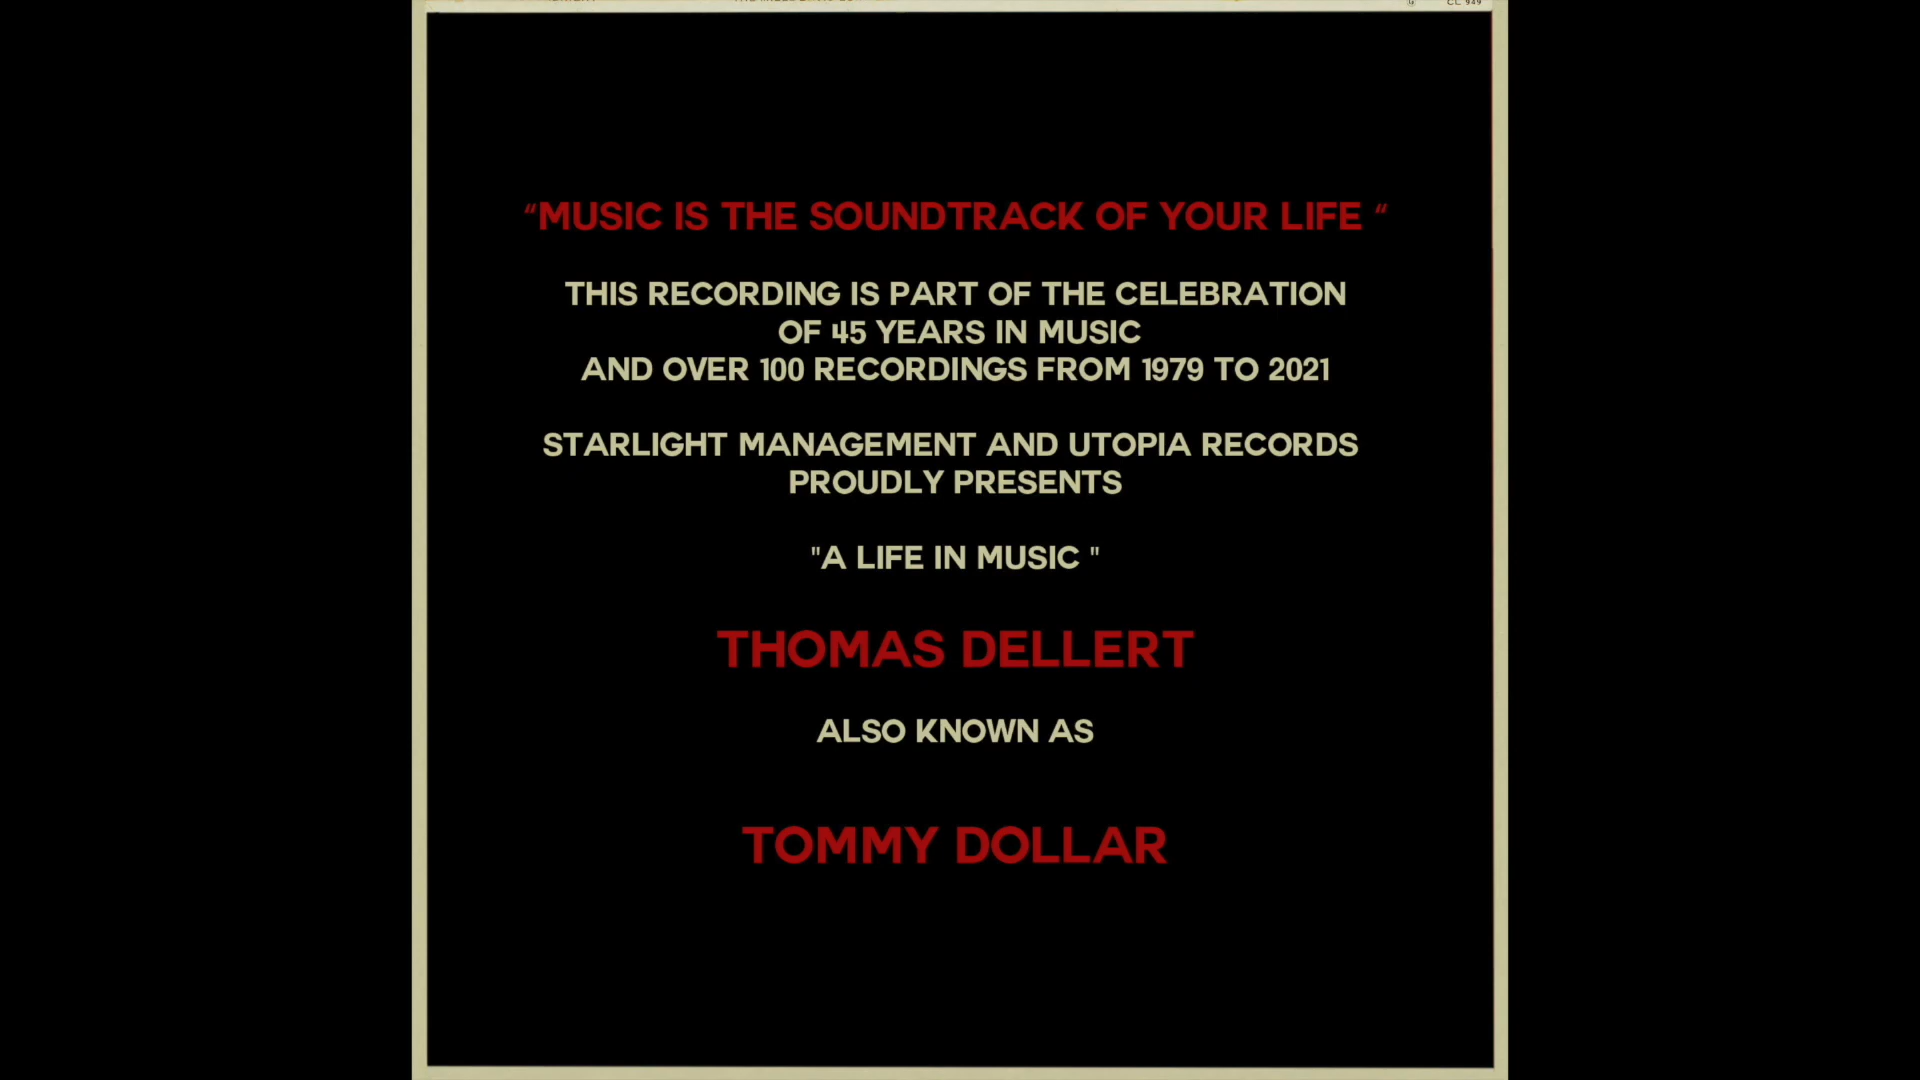 CL 949
“MUSIC IS THE SOUNDTRACK OF YOUR LIFE “
THIS RECORDING IS PART OF THE CELEBRATION
OF 45 YEARS IN MUSIC
AND OVER 100 RECORDINGS FROM 1979 TO 2021
STARLIGHT MANAGEMENT AND UTOPIA RECORDS
PROUDLY PRESENTS
"A LIFE IN MUSIC "
THOMAS DELLERT
ALSO KNOWN AS
TOMMY DOLLAR